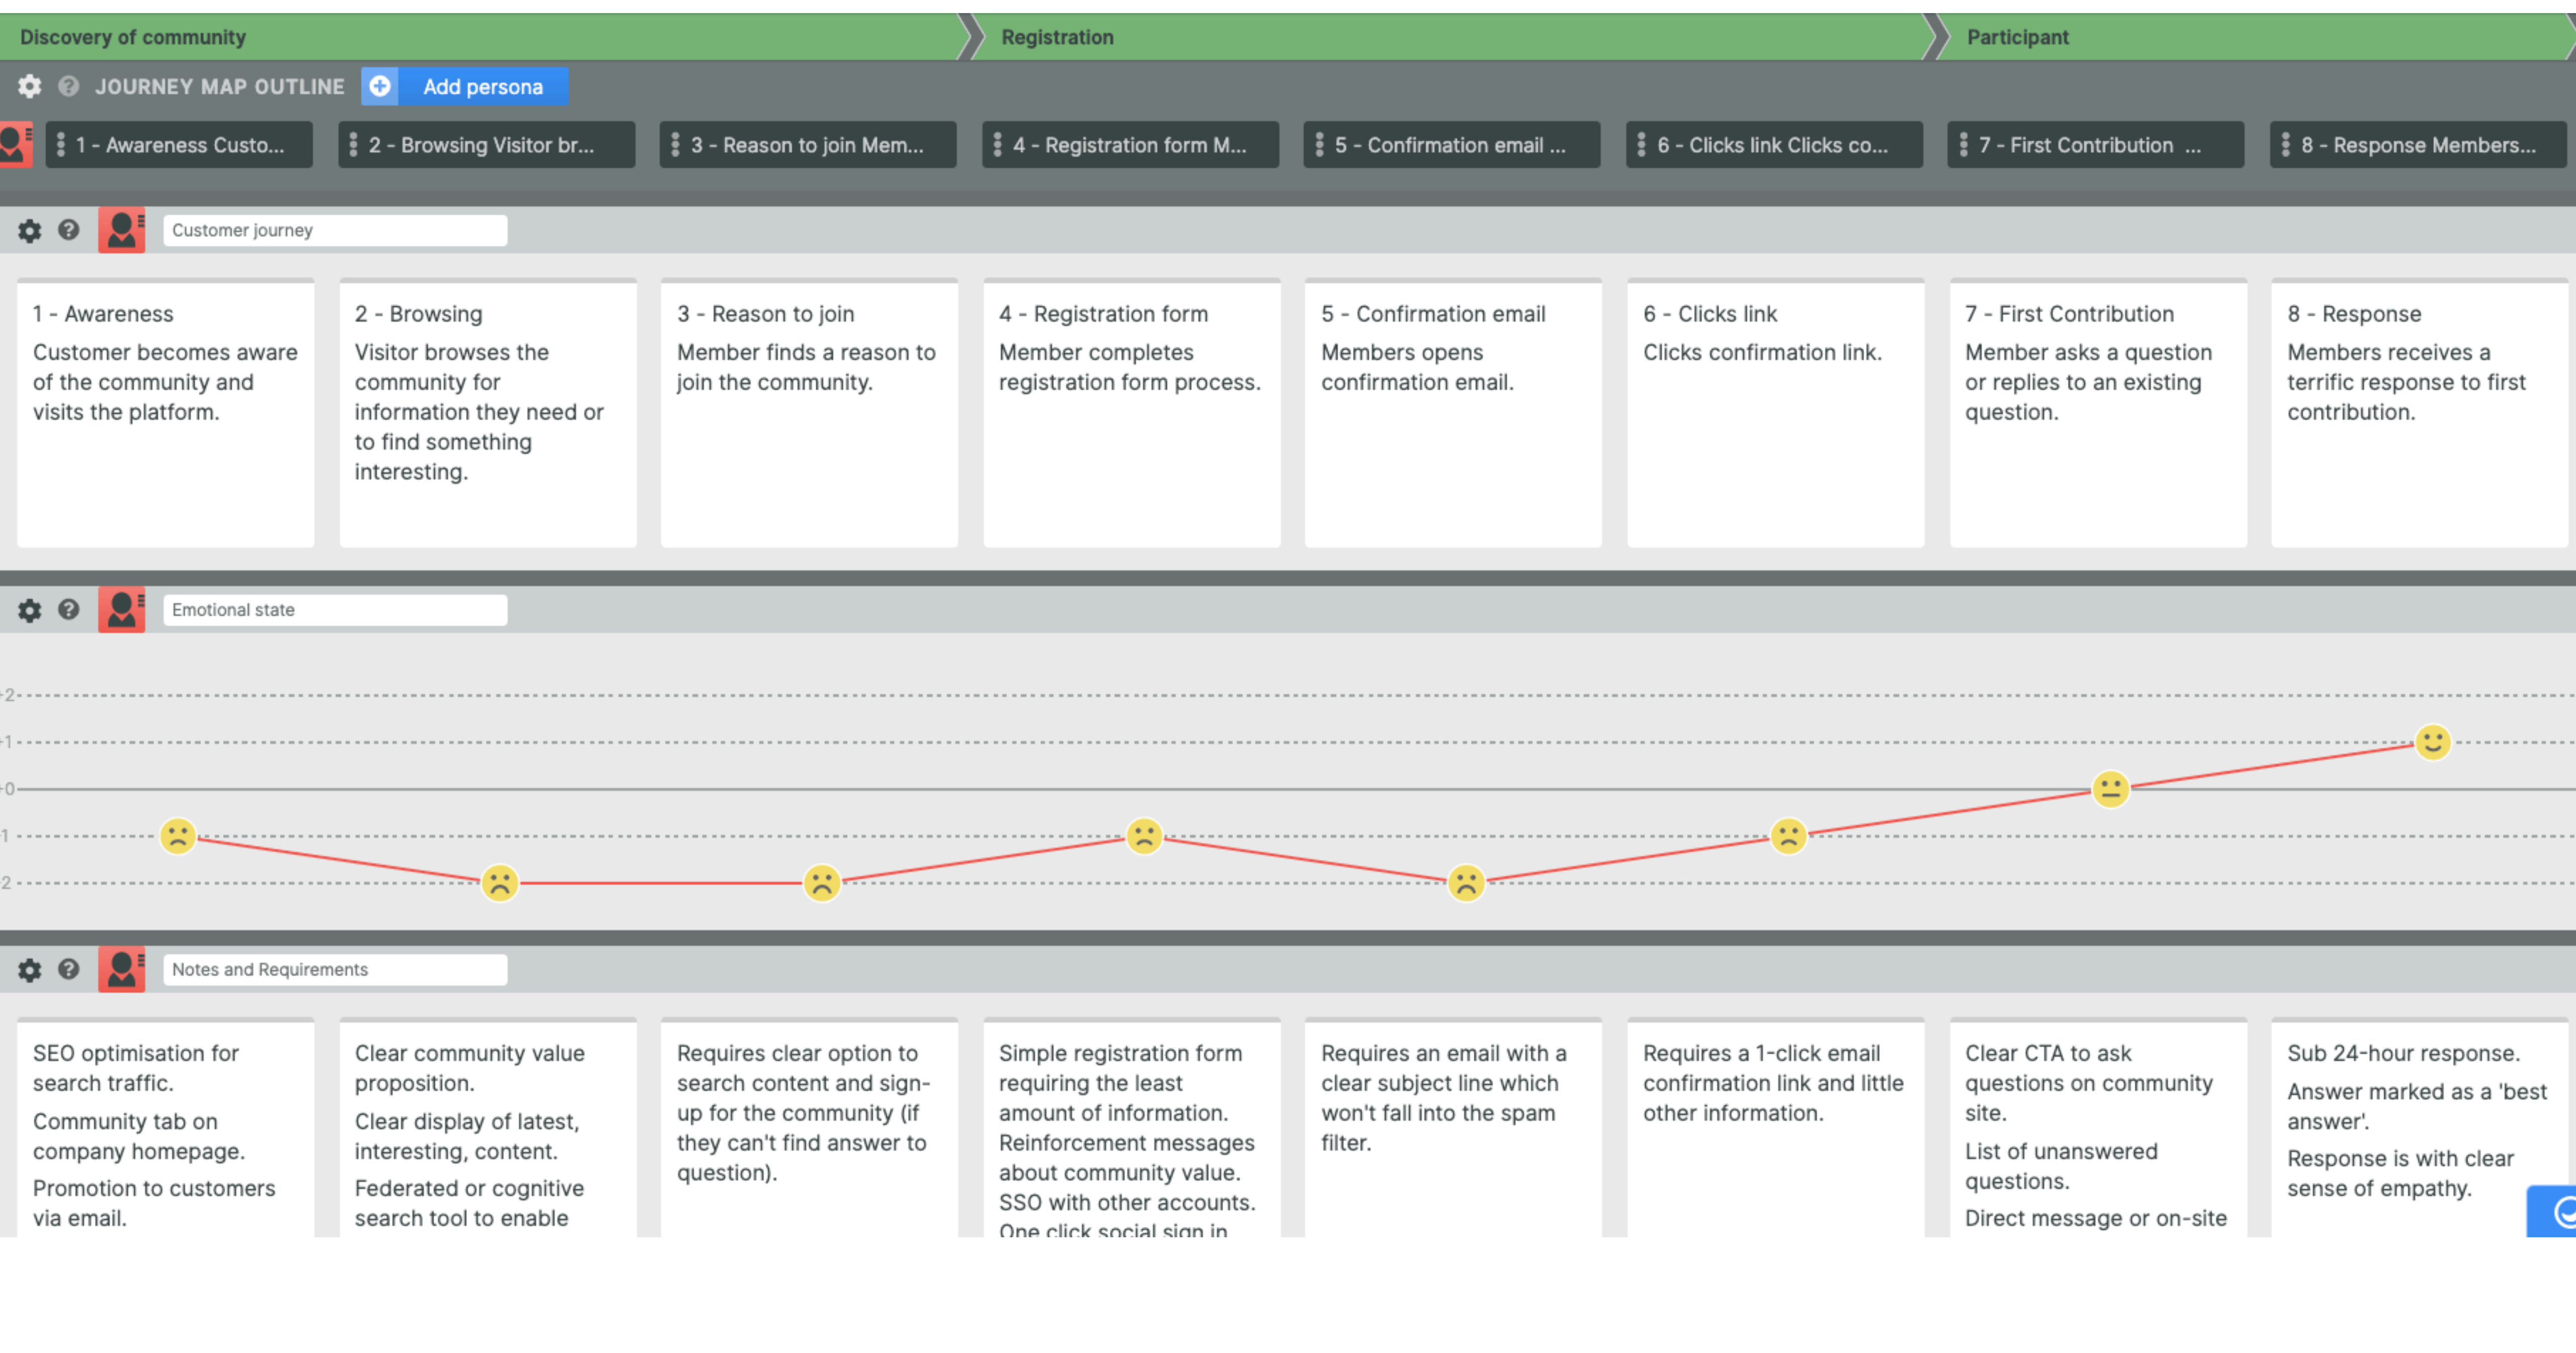 Discovery of community
Registration
Participant
JOURNEY MAP OUTLINE
Add persona
1 - Awareness Custo...
2 - Browsing Visitor br...
3 - Reason to join Mem...
4 - Registration form M...
5 - Confirmation email ...
6 - Clicks link Clicks co...
7 - First Contribution ...
8 - Response Members...
Customer journey
1 - Awareness
Customer becomes aware
of the community and
visits the platform.
2 - Browsing
Visitor browses the
community for
information they need or
to find something
interesting.
3 - Reason to join
Member finds a reason to
join the community.
4 - Registration form
Member completes
registration form process.
5 - Confirmation email
Members opens
confirmation email.
6 - Clicks link
Clicks confirmation link.
7 - First Contribution
Member asks a question
or replies to an existing
question.
8 - Response
Members receives a
terrific response to first
contribution.
Emotional state
+2
+1
+0
1
2
Notes and Requirements
SEO optimisation for
search traffic.
Community tab on
company homepage.
Promotion to customers
via email.
Clear community value
proposition.
Clear display of latest,
interesting, content.
Federated or cognitive
search tool to enable
Requires clear option to
search content and sign-
up for the community (if
they can't find answer to
question).
Simple registration form
requiring the least
amount of information.
Reinforcement messages
about community value.
SSO with other accounts.
One click social sign in
Requires an email with a
clear subject line which
won't fall into the spam
filter.
Requires a 1-click email
confirmation link and little
other information.
Clear CTA to ask
questions on community
site.
List of unanswered
questions.
Direct message or on-site
Sub 24-hour response.
Answer marked as a 'best
answer'.
Response is with clear
sense of empathy.